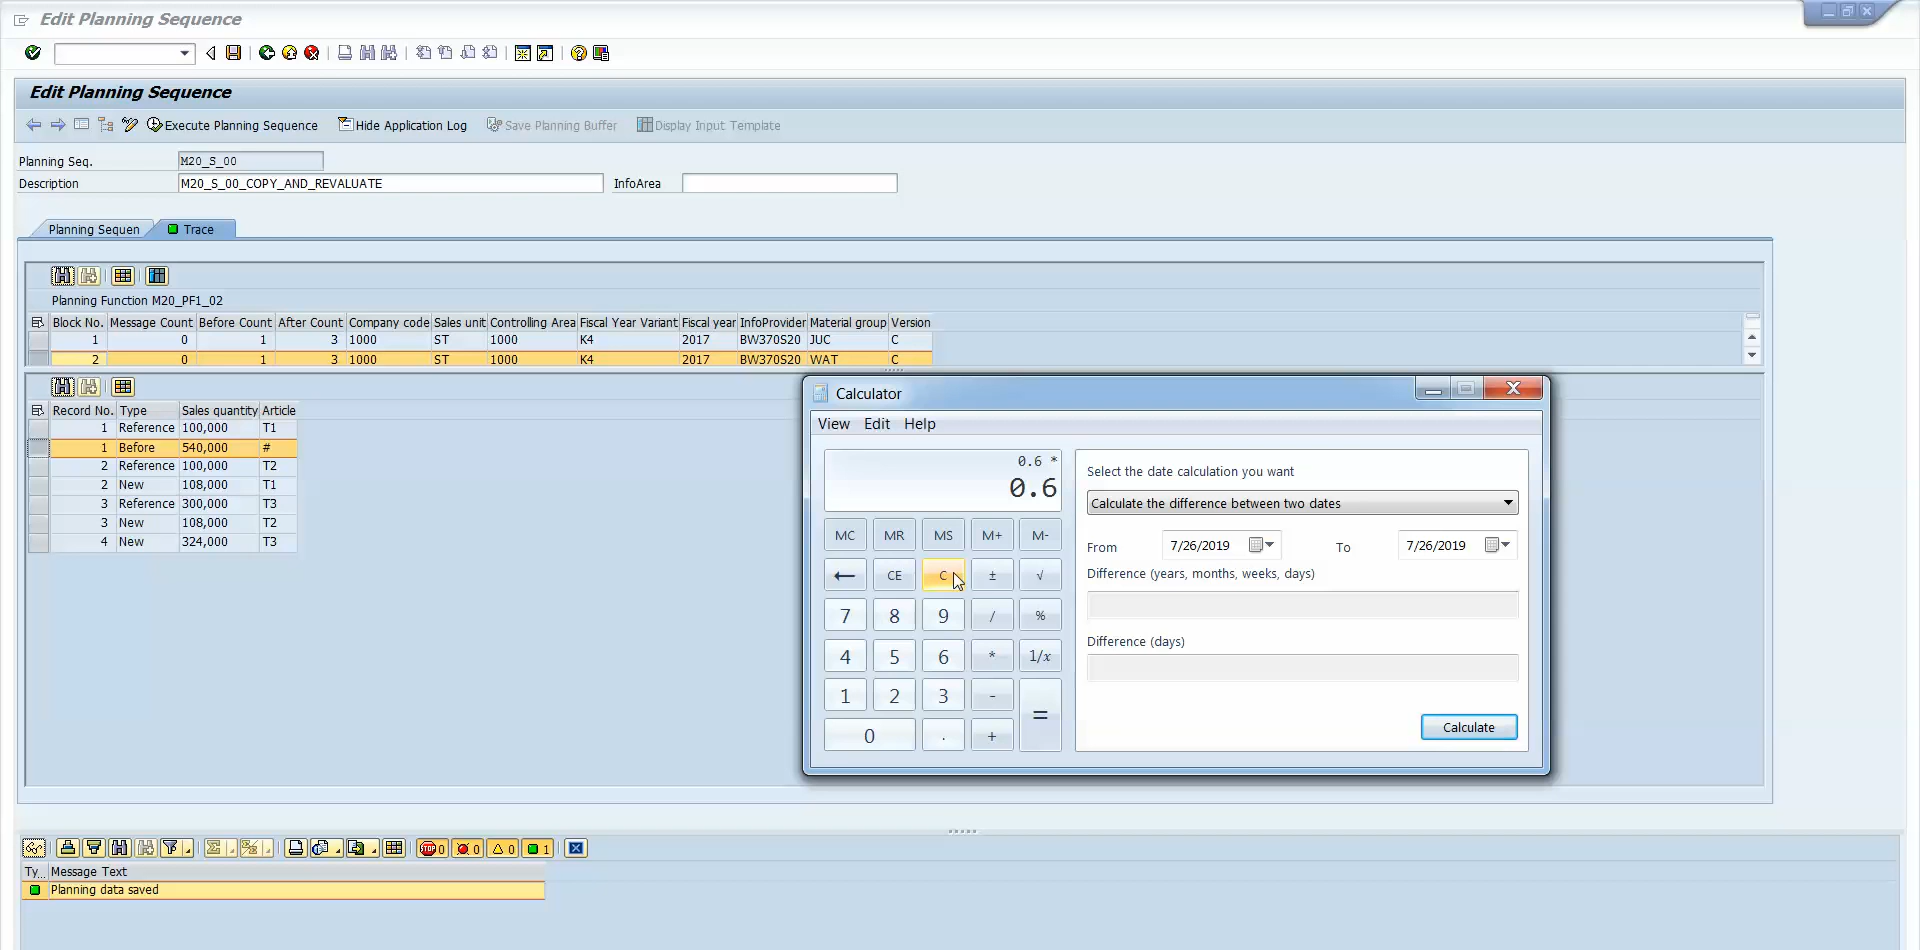 Edit Planning Sequence
Edit Planning Sequence
Execute Planning Sequence Hide Application Log Save Planning Buffer Display Input Template
Planning Seq. M20_S_00
Description M20_S_00_COPY_AND_REVALUATE InfoArea
Planning Sequen Trace
Planning Function M20_PF1_02
Block No. Message Count Before Count After Count Company code Sales unit Controlling Area Fiscal Year Variant Fiscal year InfoProvider Material group Version
1 0 1 3 1000 ST 1000 K4 2017 BW370S20 JUC C
2 0 1 3 1000 ST 1000 K4 2017 BW370S20 WAT C
Record No. Type Sales quantity Article
1 Reference 100,000 T1
1 Before 540,000 #
2 Reference 100,000 T2
2 New 108,000 T1
3 Reference 300,000 T3
3 New 108,000 T2
4 New 324,000 T3
Calculator
View Edit Help
0.6 *
0.6
MC MR MS M+ M-
← CE C ± √
7 8 9 / %
4 5 6 * 1/x
1 2 3 - =
0 . +
Select the date calculation you want
Calculate the difference between two dates
From 7/26/2019 To 7/26/2019
Difference (years, months, weeks, days)
Difference (days)
Calculate
STOP 0 0 0 1
Ty... Message Text
Planning data saved